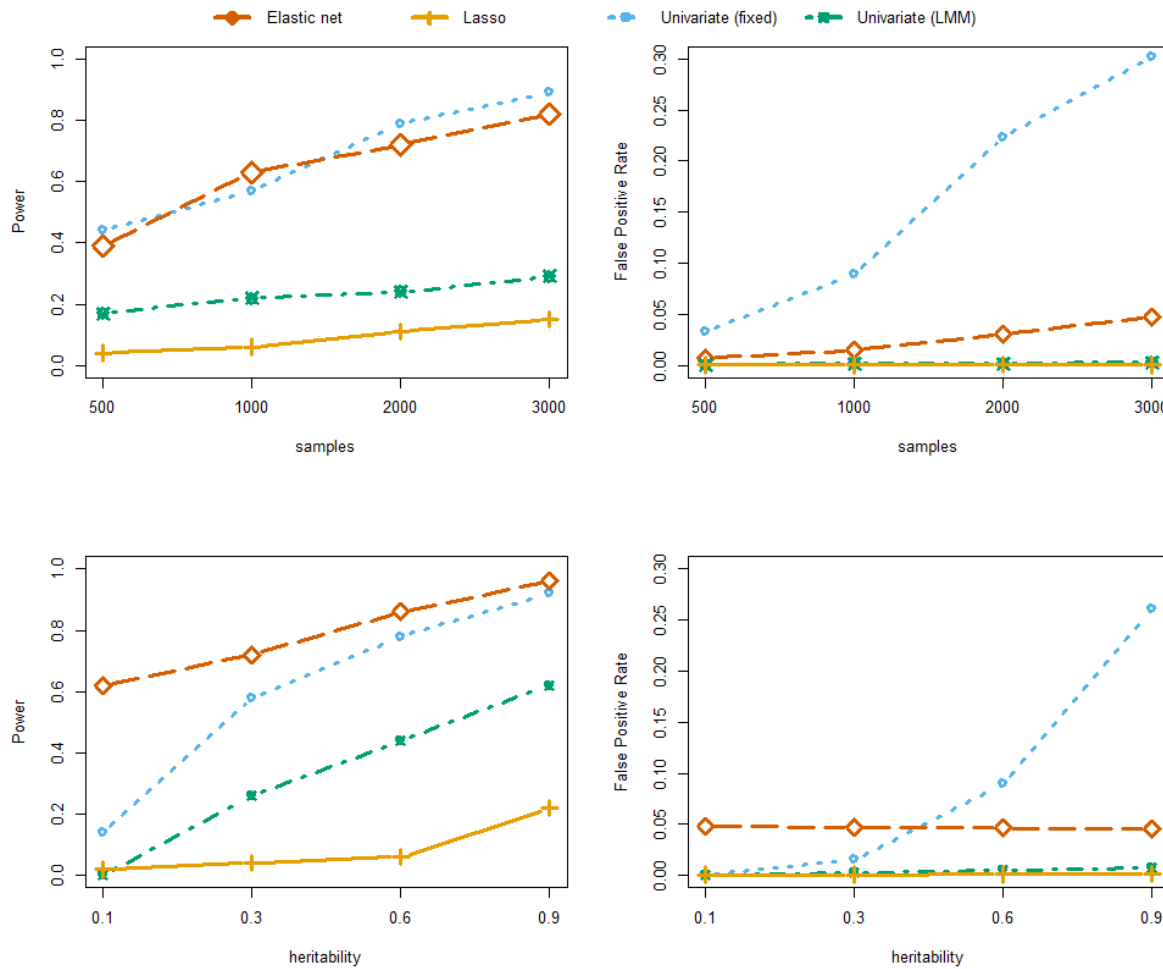 Elastic net Lasso Univariate (fixed) Univariate (LMM)
Power
0.0 0.2 0.4 0.6 0.8 1.0
500 1000 2000 3000
samples
False Positive Rate
0.00 0.05 0.10 0.15 0.20 0.25 0.30
500 1000 2000 3000
samples
Power
0.0 0.2 0.4 0.6 0.8 1.0
0.1 0.3 0.6 0.9
heritability
False Positive Rate
0.00 0.05 0.10 0.15 0.20 0.25 0.30
0.1 0.3 0.6 0.9
heritability